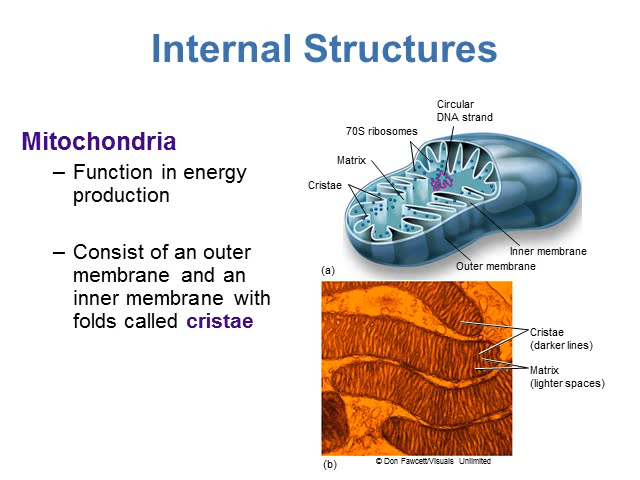 Internal Structures
Mitochondria
– Function in energy
production
– Consist of an outer
membrane and an
inner membrane with
folds called cristae
Circular
DNA strand
70S ribosomes
Matrix
Cristae
Inner membrane
Outer membrane
(a)
Cristae
(darker lines)
Matrix
(lighter spaces)
(b)
© Don Fawcett/Visuals Unlimited